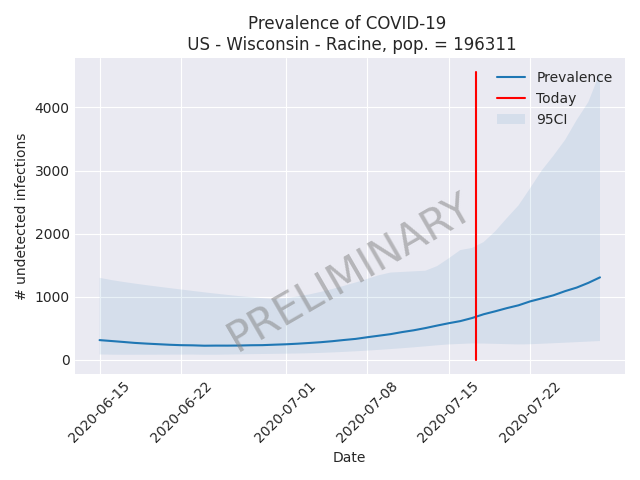 Prevalence of COVID-19
US - Wisconsin - Racine, pop. = 196311
Prevalence
Today
95CI
4000
3000
2000
1000
0
# undetected infections
PRELIMINARY
2020-06-15
2020-06-22
2020-07-01
2020-07-08
2020-07-15
2020-07-22
Date